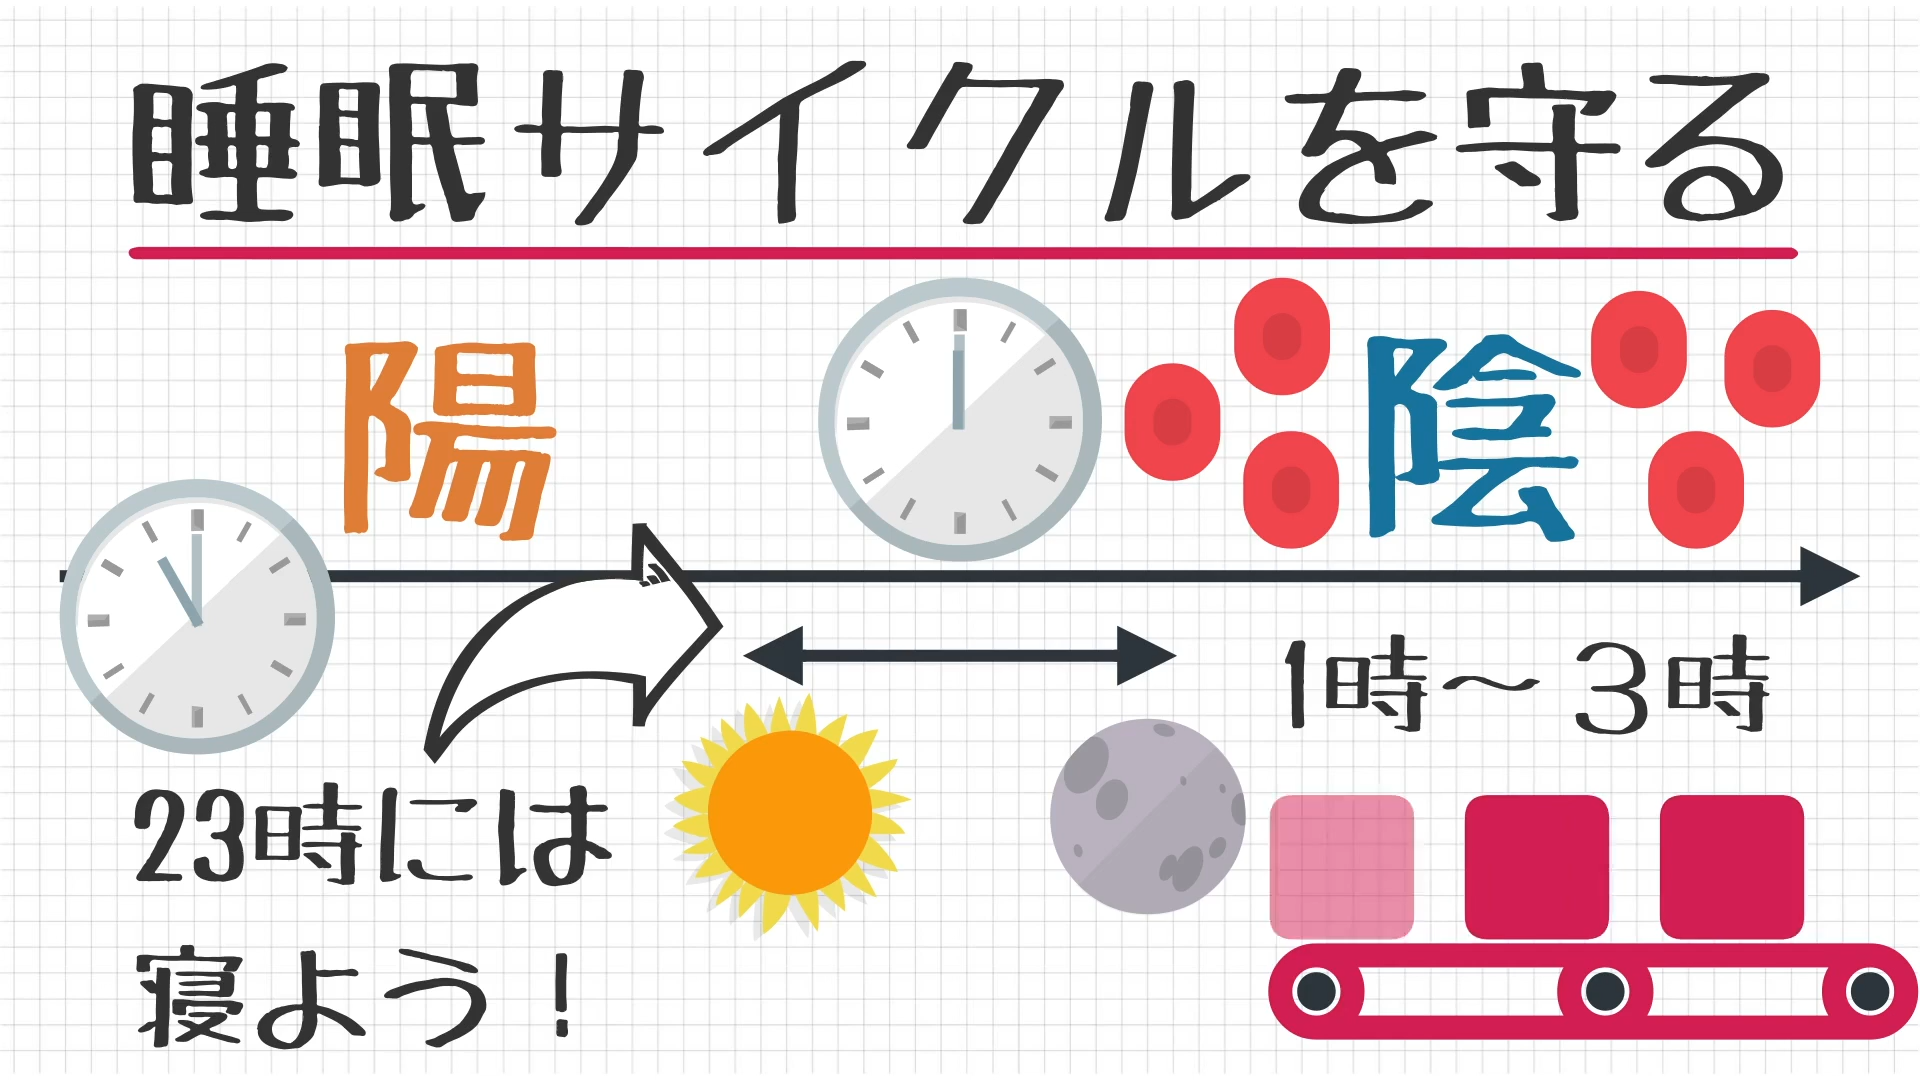 睡眠サイクルを守る
陽
陰
1時～3時
23時には
寝よう！